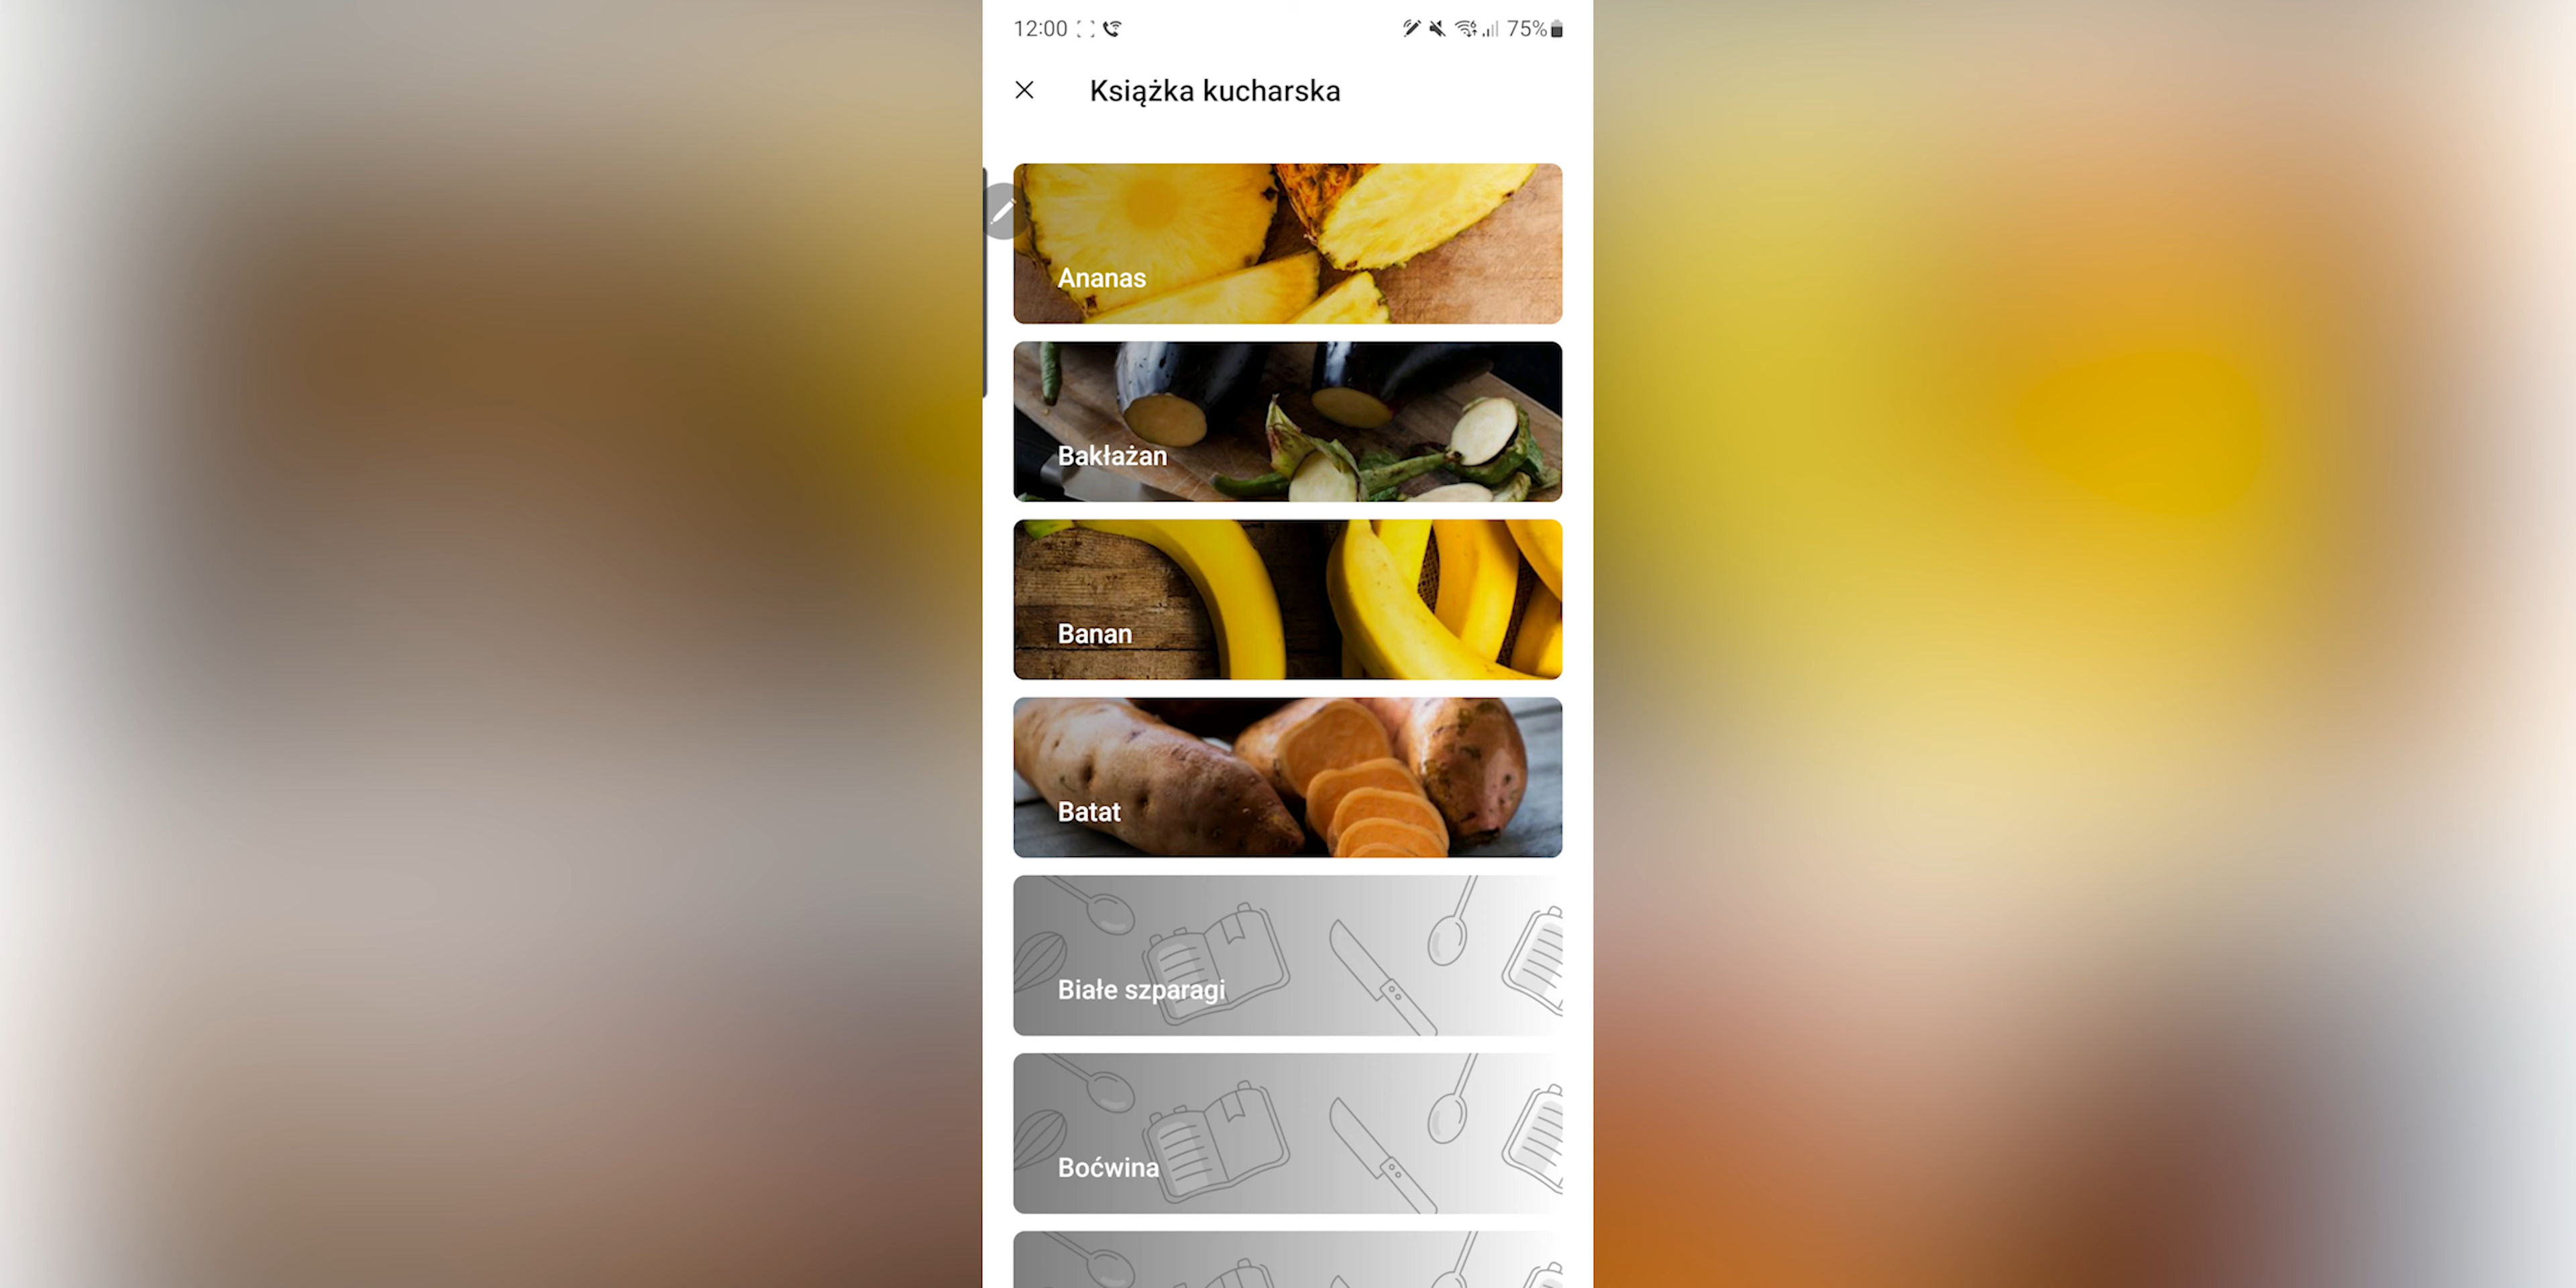 12:00 75%
Książka kucharska
Ananas
Bakłażan
Banan
Batat
Białe szparagi
Boćwina